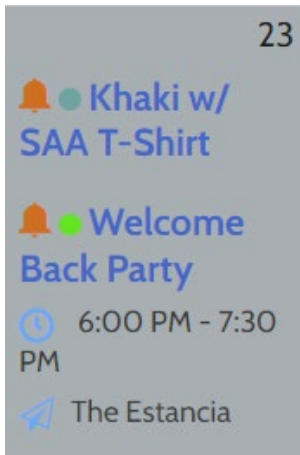 23
Khaki w/
SAA T-Shirt
Welcome
Back Party
6:00 PM - 7:30
PM
The Estancia